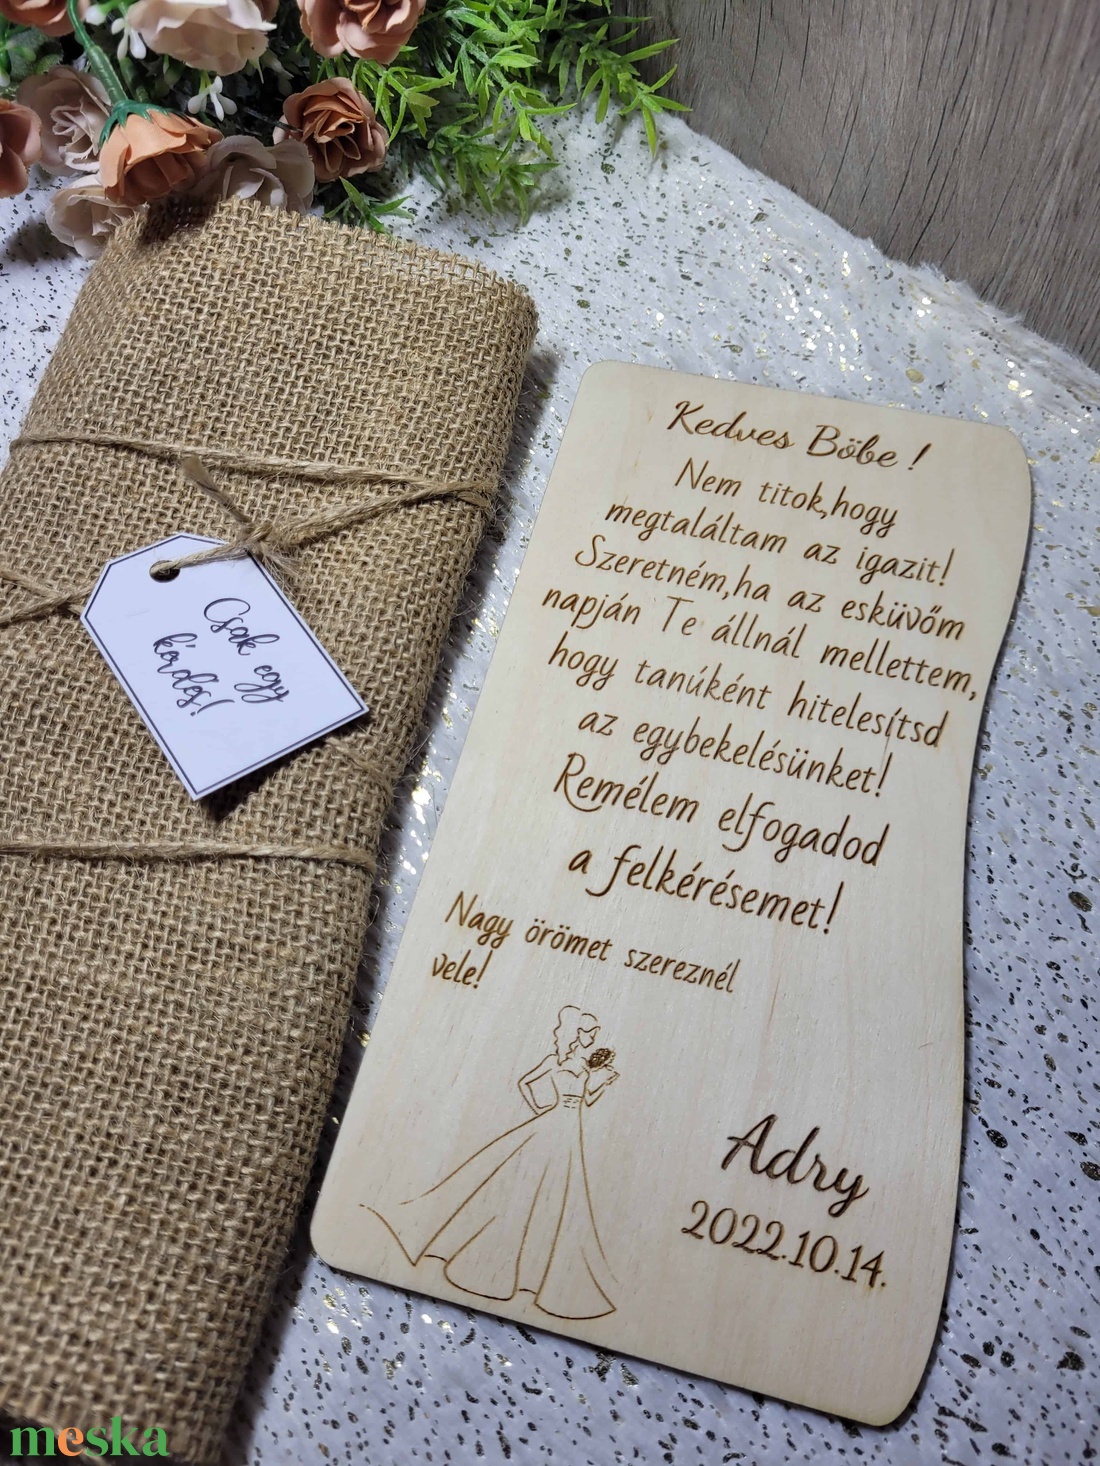 Csak egy
kérdés!
Kedves Böbe !
Nem titok,hogy
megtaláltam az igazit!
Szeretném,ha az esküvőm
napján Te állnál mellettem,
hogy tanúként hitelesítsd
az egybekelésünket!
Remélem elfogadod
a felkérésemet!
Nagy örömet szereznél
vele!
Adry
2022.10.14.
meska